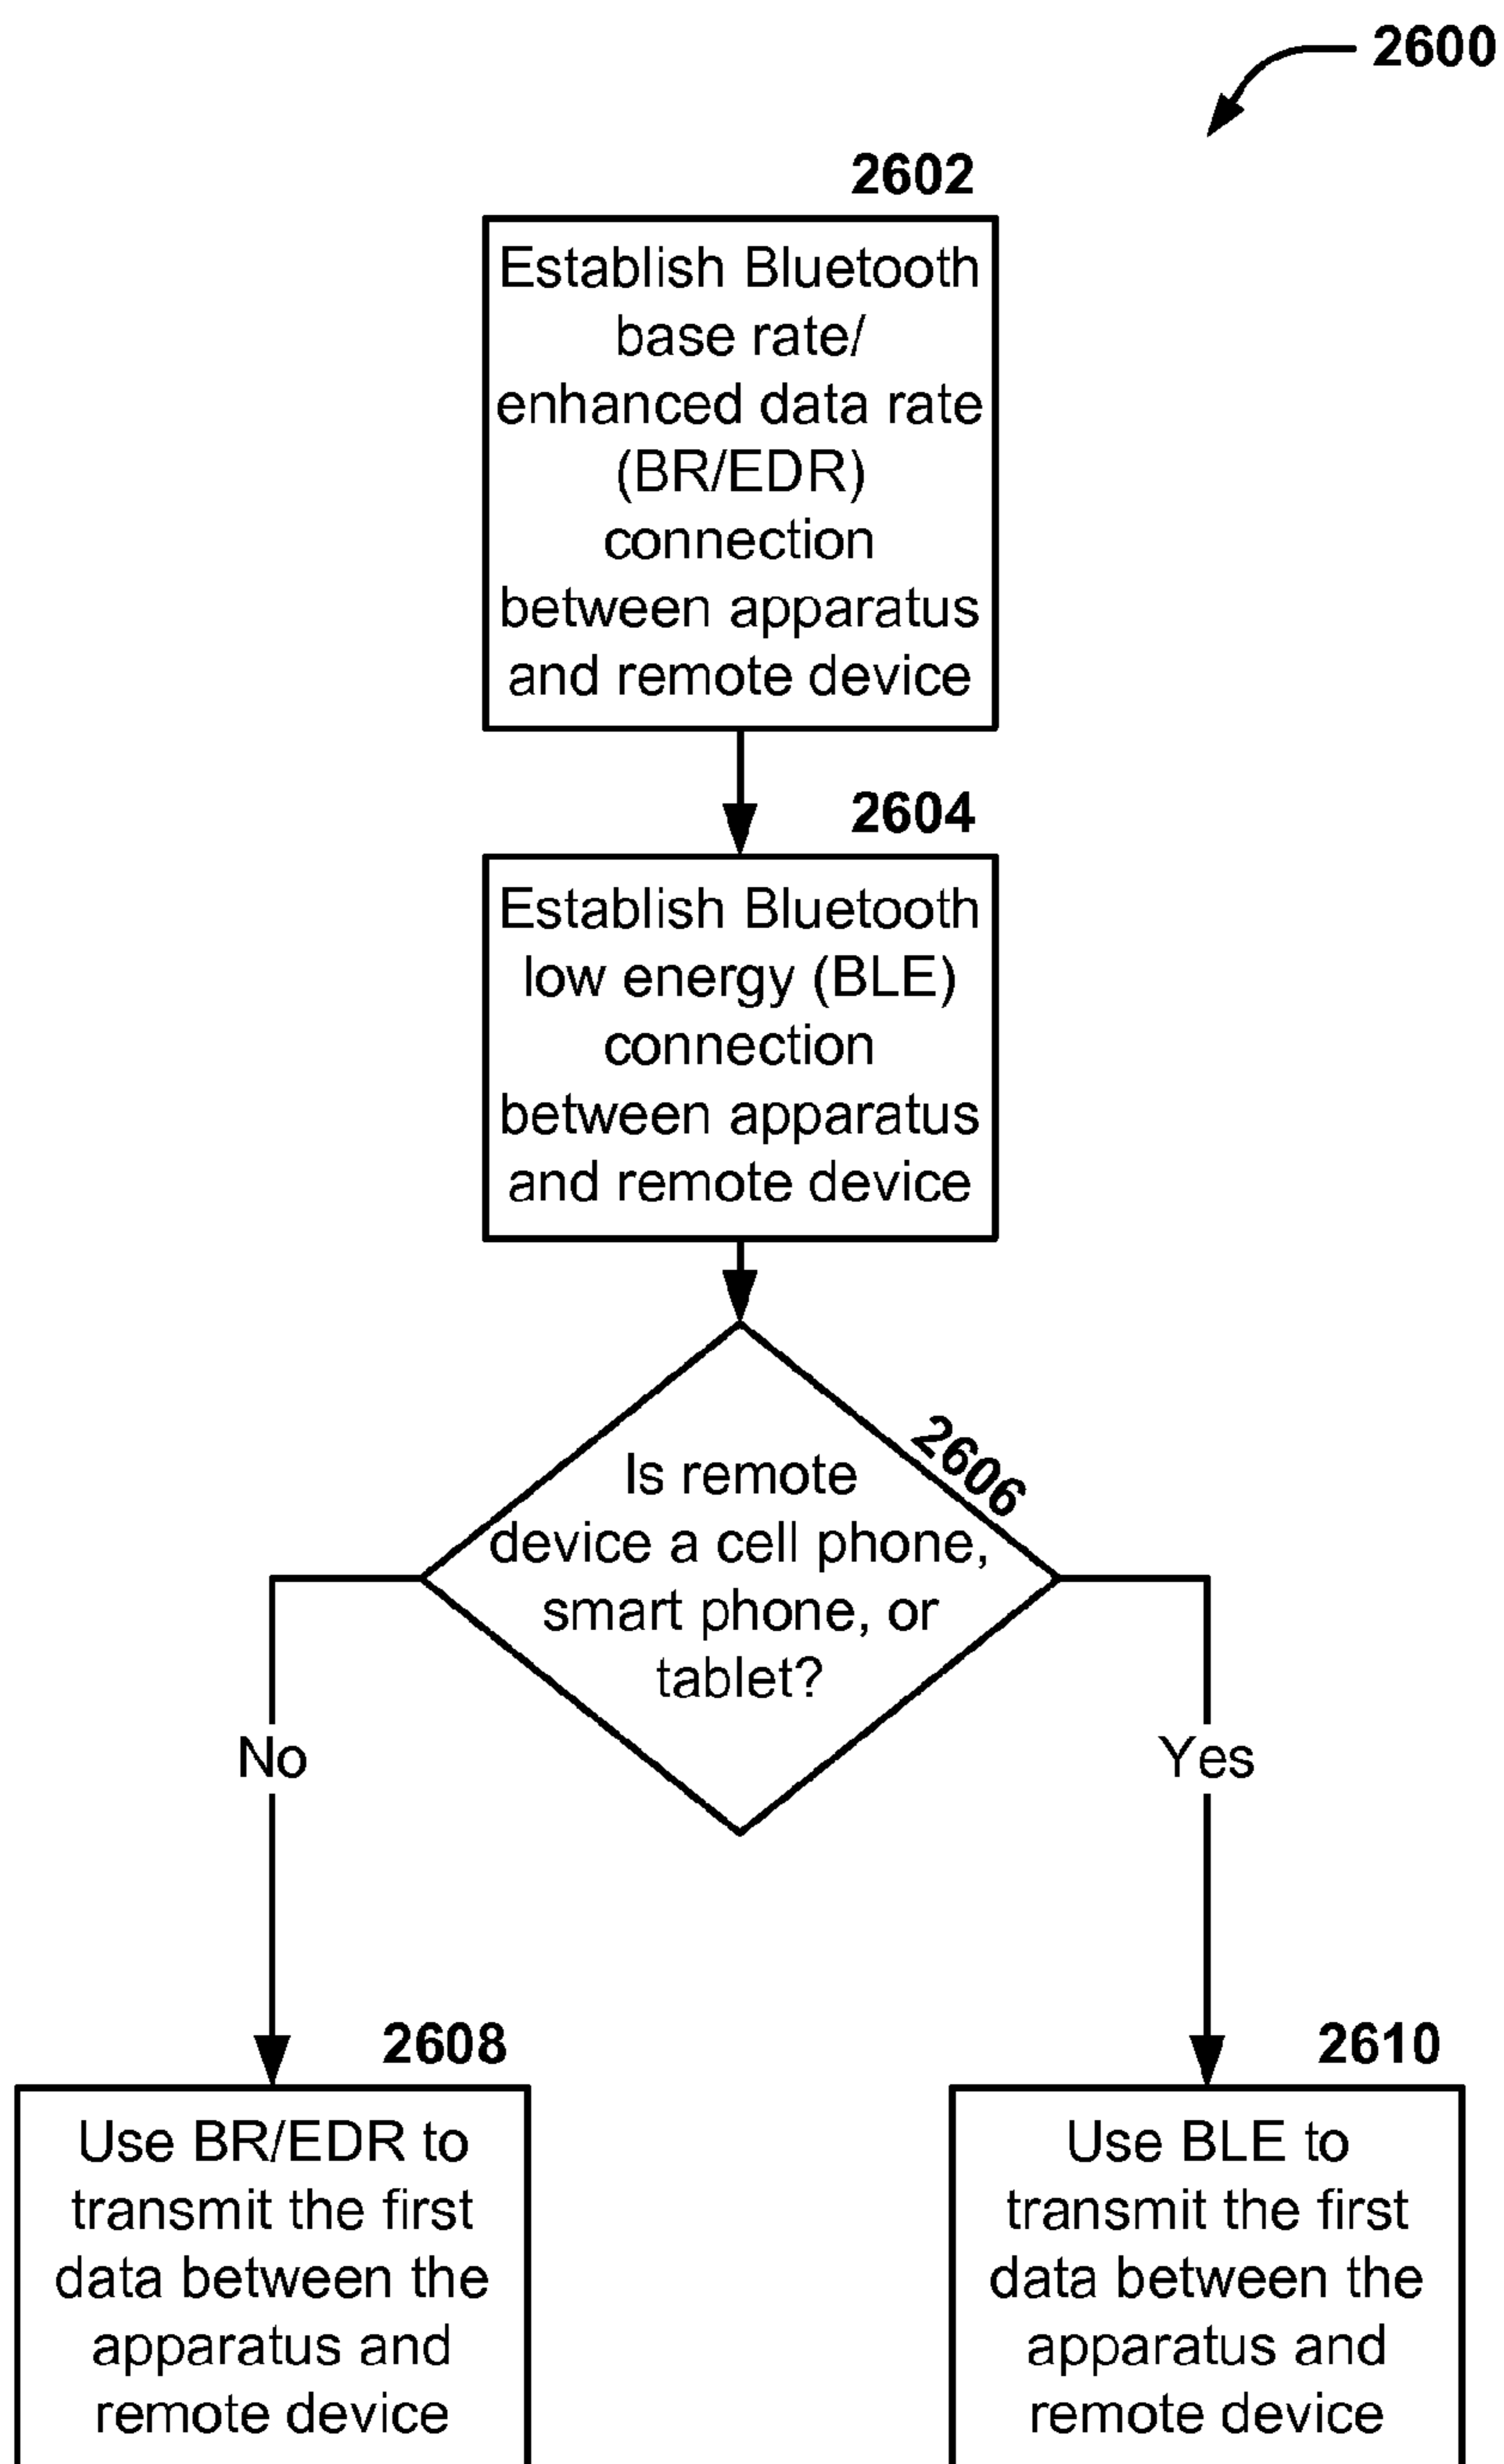 2600
2602
Establish Bluetooth
base rate/
enhanced data rate
(BR/EDR)
connection
between apparatus
and remote device
2604
Establish Bluetooth
low energy (BLE)
connection
between apparatus
and remote device
2606
Is remote
device a cell phone,
smart phone, or
tablet?
No
Yes
2608
Use BR/EDR to
transmit the first
data between the
apparatus and
remote device
2610
Use BLE to
transmit the first
data between the
apparatus and
remote device